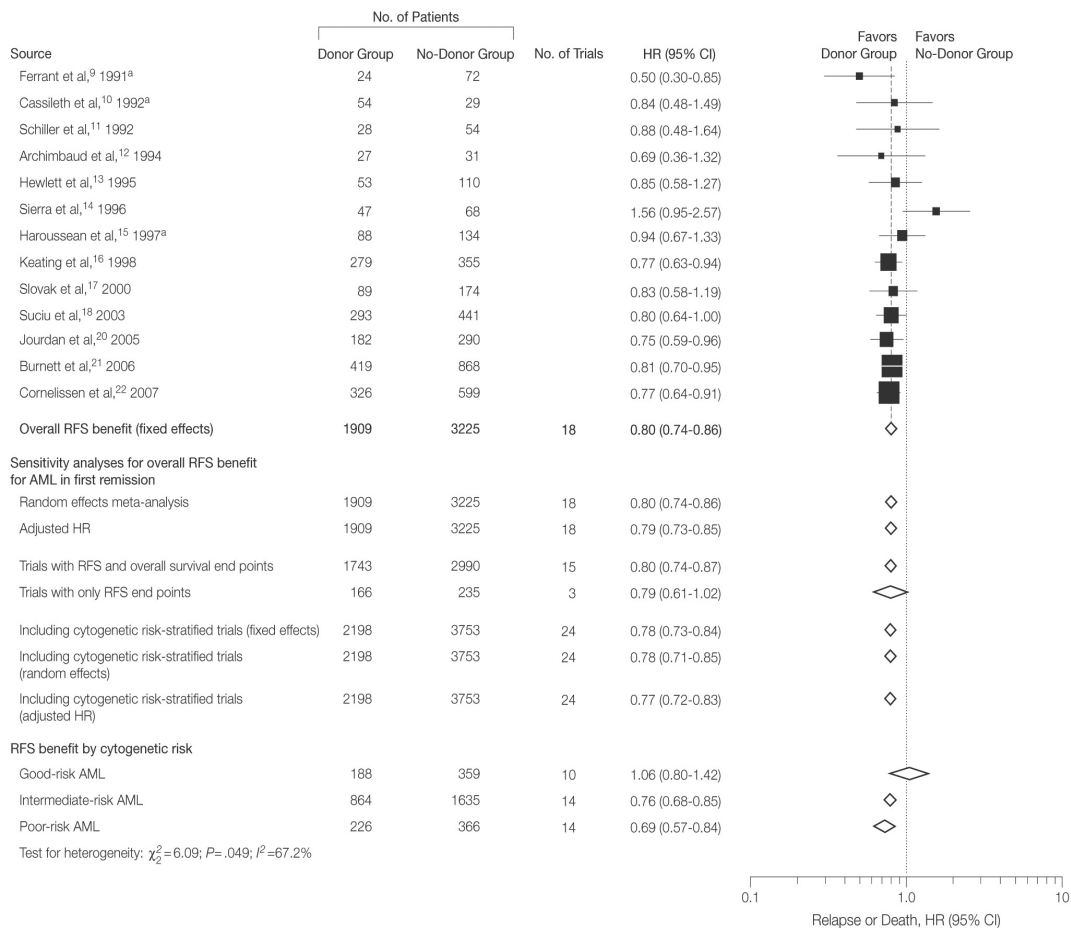 No. of Patients
Favors Donor Group Favors No-Donor Group
Source Donor Group No-Donor Group No. of Trials HR (95% CI)
Ferrant et al,9 1991a 24 72 0.50 (0.30-0.85)
Cassileth et al,10 1992a 54 29 0.84 (0.48-1.49)
Schiller et al,11 1992 28 54 0.88 (0.48-1.64)
Archimbaud et al,12 1994 27 31 0.69 (0.36-1.32)
Hewlett et al,13 1995 53 110 0.85 (0.58-1.27)
Sierra et al,14 1996 47 68 1.56 (0.95-2.57)
Haroussean et al,15 1997a 88 134 0.94 (0.67-1.33)
Keating et al,16 1998 279 355 0.77 (0.63-0.94)
Slovak et al,17 2000 89 174 0.83 (0.58-1.19)
Suciu et al,18 2003 293 441 0.80 (0.64-1.00)
Jourdan et al,20 2005 182 290 0.75 (0.59-0.96)
Burnett et al,21 2006 419 868 0.81 (0.70-0.95)
Cornelissen et al,22 2007 326 599 0.77 (0.64-0.91)
Overall RFS benefit (fixed effects) 1909 3225 18 0.80 (0.74-0.86)
Sensitivity analyses for overall RFS benefit
for AML in first remission
Random effects meta-analysis 1909 3225 18 0.80 (0.74-0.86)
Adjusted HR 1909 3225 18 0.79 (0.73-0.85)
Trials with RFS and overall survival end points 1743 2990 15 0.80 (0.74-0.87)
Trials with only RFS end points 166 235 3 0.79 (0.61-1.02)
Including cytogenetic risk-stratified trials (fixed effects) 2198 3753 24 0.78 (0.73-0.84)
Including cytogenetic risk-stratified trials 2198 3753 24 0.78 (0.71-0.85)
(random effects)
Including cytogenetic risk-stratified trials 2198 3753 24 0.77 (0.72-0.83)
(adjusted HR)
RFS benefit by cytogenetic risk
Good-risk AML 188 359 10 1.06 (0.80-1.42)
Intermediate-risk AML 864 1635 14 0.76 (0.68-0.85)
Poor-risk AML 226 366 14 0.69 (0.57-0.84)
Test for heterogeneity: χ²₂=6.09; P=.049; I²=67.2%
0.1 1.0 10
Relapse or Death, HR (95% CI)